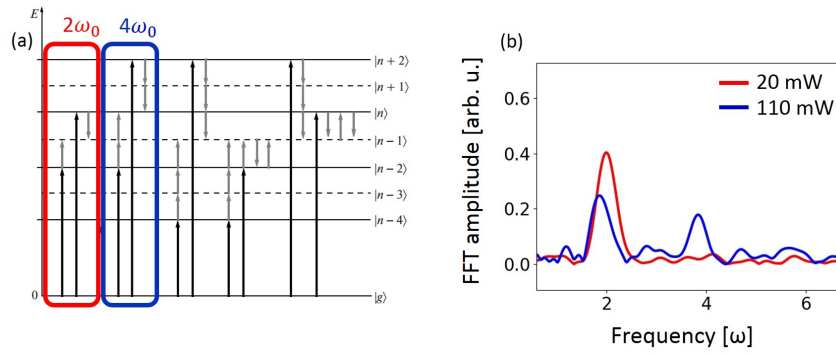 (a)
E
2ω₀
4ω₀
|n + 2⟩
|n + 1⟩
|n⟩
|n − 1⟩
|n − 2⟩
|n − 3⟩
|n − 4⟩
0
|g⟩
(b)
20 mW
110 mW
FFT amplitude [arb. u.]
0.6
0.4
0.2
0.0
2
4
6
Frequency [ω]